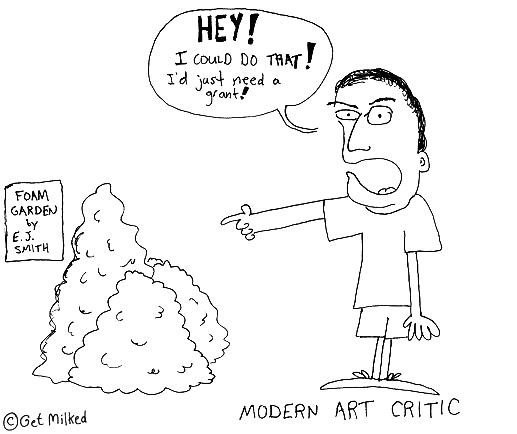 HEY!
I COULD DO THAT!
I'd just need a
grant!
FOAM
GARDEN
by
E.J.
SMITH
©Get Milked
MODERN ART CRITIC